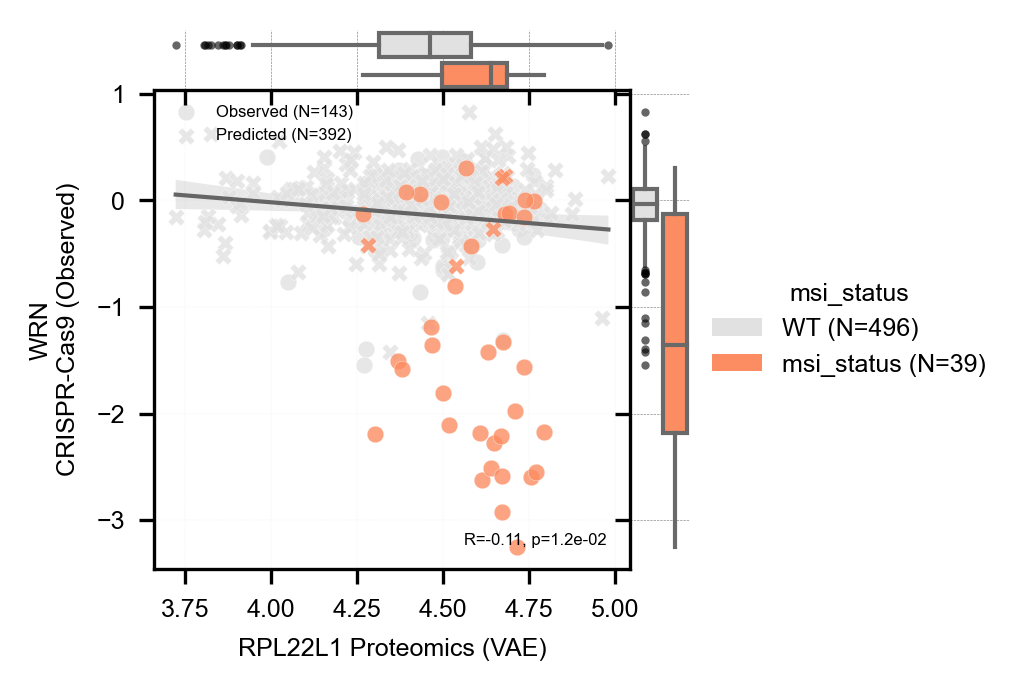 1
0
−1
−2
−3
WRN
CRISPR-Cas9 (Observed)
Observed (N=143)
Predicted (N=392)
R=-0.11, p=1.2e-02
3.75 4.00 4.25 4.50 4.75 5.00
RPL22L1 Proteomics (VAE)
msi_status
WT (N=496)
msi_status (N=39)